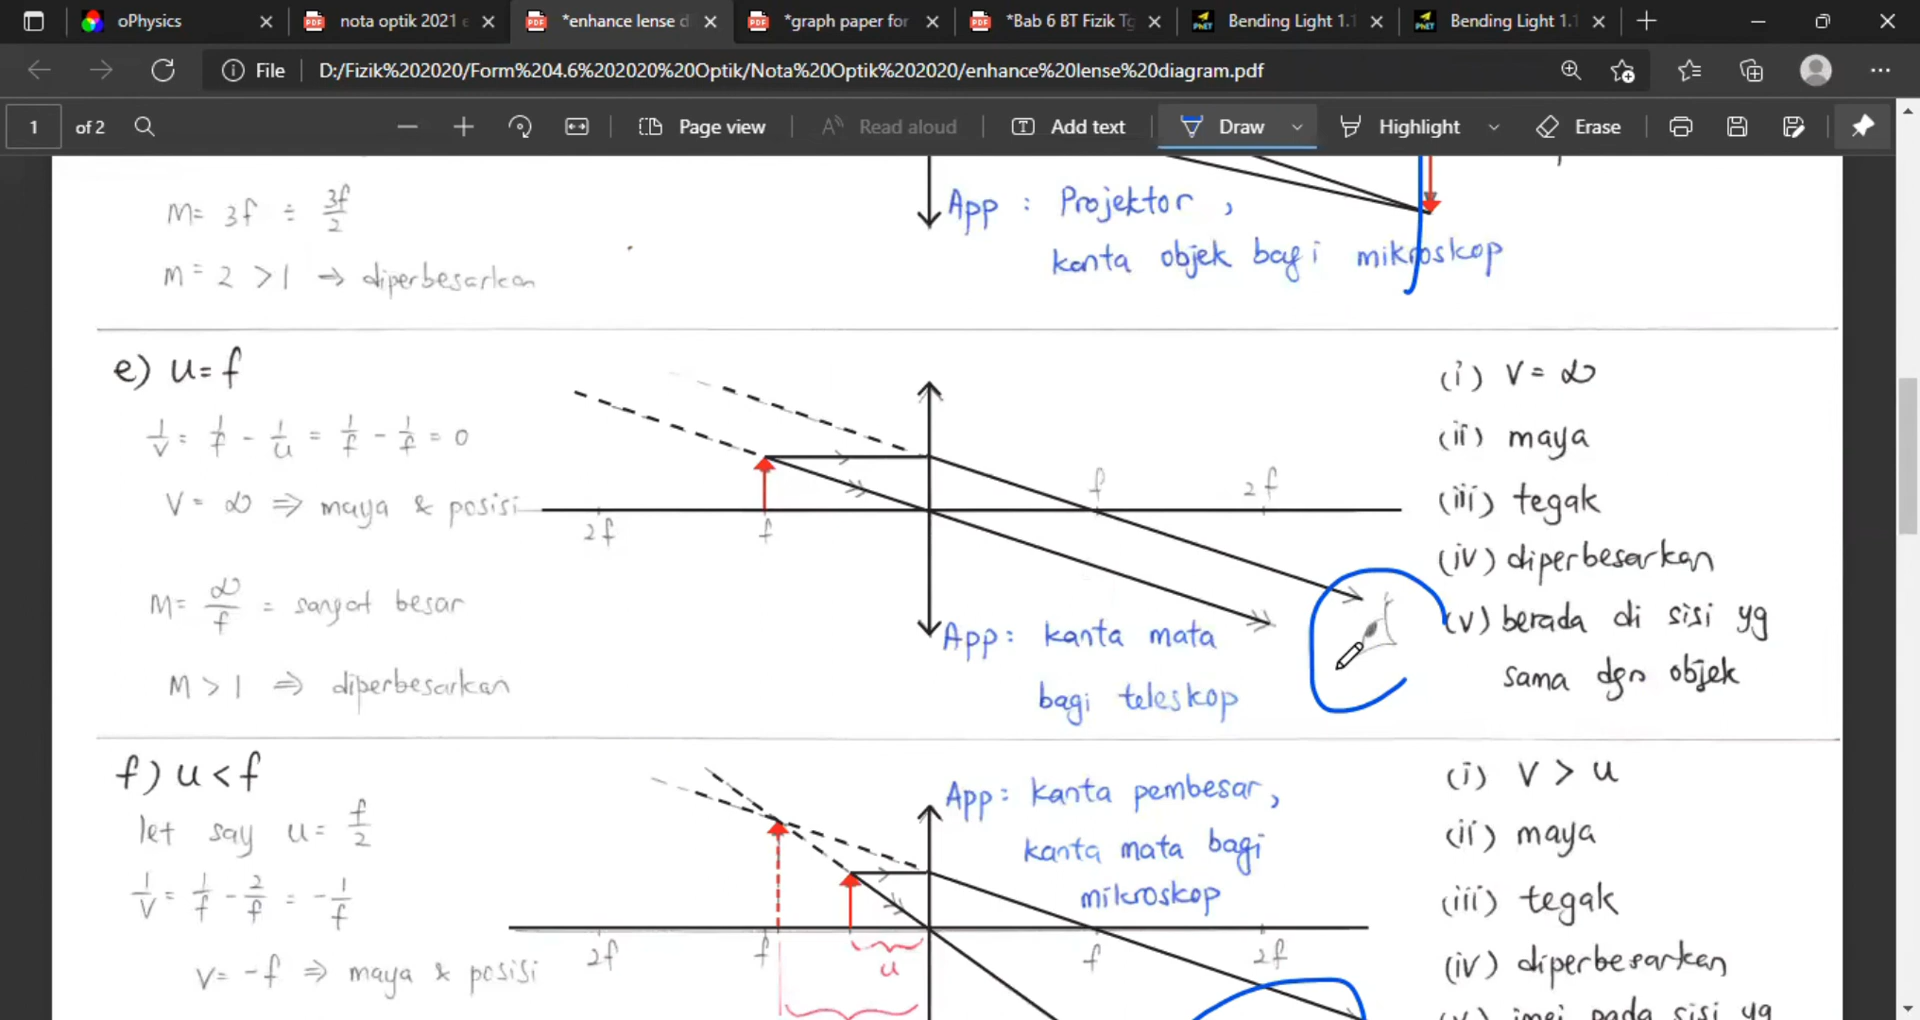 oPhysics
nota optik 2021
*enhance lense d
*graph paper for
*Bab 6 BT Fizik Tg
Bending Light 1.1
Bending Light 1.1
File
D:/Fizik%202020/Form%204.6%202020%20Optik/Nota%20Optik%202020/enhance%20lense%20diagram.pdf
1 of 2
Page view
Read aloud
Add text
Draw
Highlight
Erase
M= 3f ÷ 3f/2
M= 2 >1 → diperbesarkan
App : Projektor ,
kanta objek bagi mikroskop
e) u= f
1/v = 1/f - 1/u = 1/f - 1/f = 0
V= ∞ ⇒ maya & posisi
M= ∞/f = sangat besar
M > 1 ⇒ diperbesarkan
2f
f
f
2f
App: kanta mata
bagi teleskop
(i) V= ∞
(ii) maya
(iii) tegak
(iv) diperbesarkan
(v) berada di sisi yg
sama dgn objek
f) u < f
let say u= f/2
1/v = 1/f - 2/f = - 1/f
V= -f ⇒ maya & posisi
App: kanta pembesar,
kanta mata bagi
mikroskop
2f
f
u
f
2f
(i) V > u
(ii) maya
(iii) tegak
(iv) diperbesarkan
(v) imej pada sisi yg